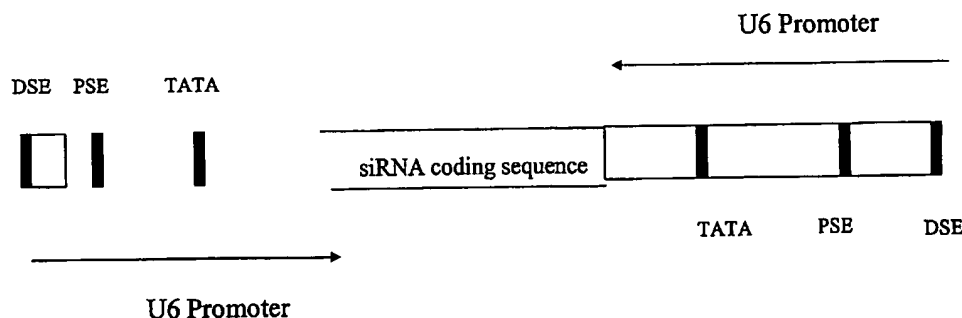 U6 Promoter
DSE PSE TATA
siRNA coding sequence
TATA PSE DSE
U6 Promoter